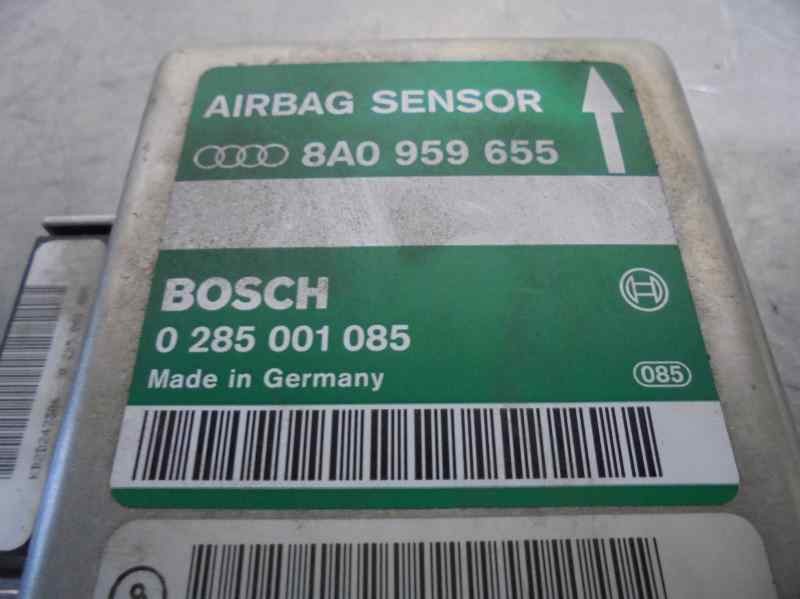 AIRBAG SENSOR
8A0 959 655
BOSCH
0 285 001 085
Made in Germany
085